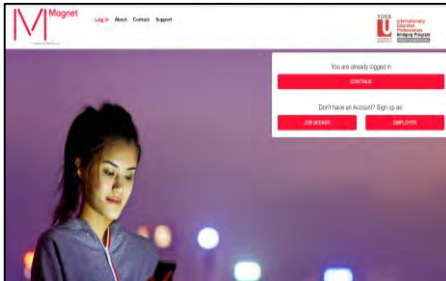 Magnet
Log in About Contact Support
YORK
U
Internationally
Educated
Professionals
Bridging Program
You are already logged in
CONTINUE
Don't have an Account? Sign up as:
JOB SEEKER
EMPLOYER